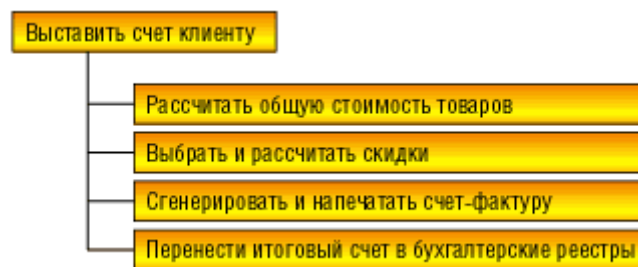 Выставить счет клиенту
Рассчитать общую стоимость товаров
Выбрать и рассчитать скидки
Сгенерировать и напечатать счет-фактуру
Перенести итоговый счет в бухгалтерские реестры